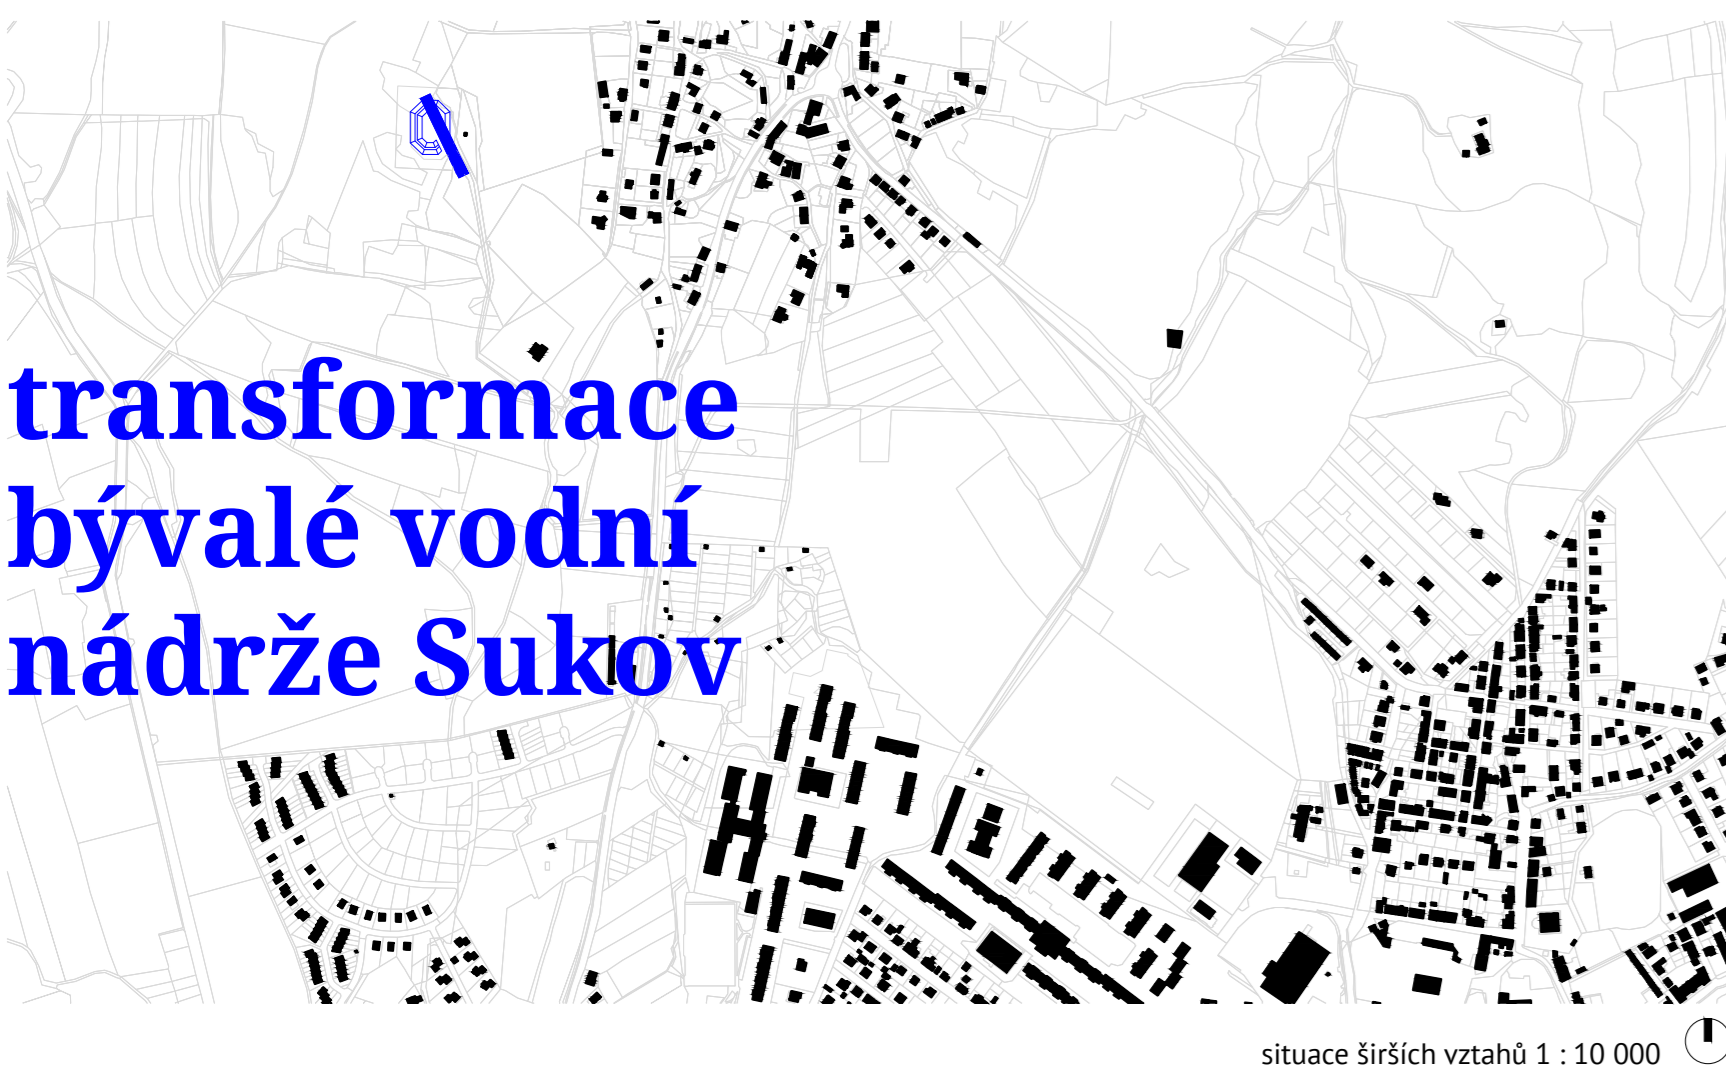 transformace
bývalé vodní
nádrže Sukov
situace širších vztahů 1 : 10 000